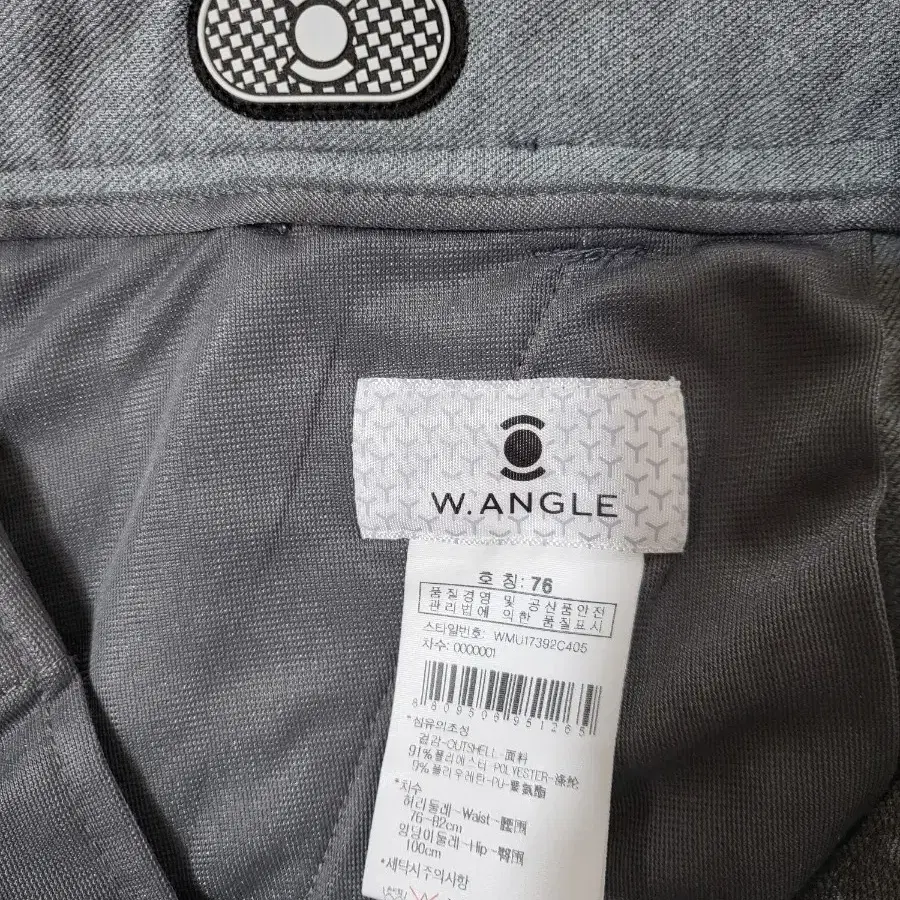 W.ANGLE
호 칭: 76
품질경영 및 공산품안전
관리법에 의한 품질표시
스타일번호: WMU17392C405
차수: 0000001
8809506951265
*섬유의조성
겉감-OUTSHELL-面料
91%폴리에스터-POLYESTER-涤纶
9%폴리우레탄-PU-聚氨酯
*치수
허리둘레-Waist-腰围
76-82cm
엉덩이둘레-Hip-臀围
100cm
*세탁시주의사항